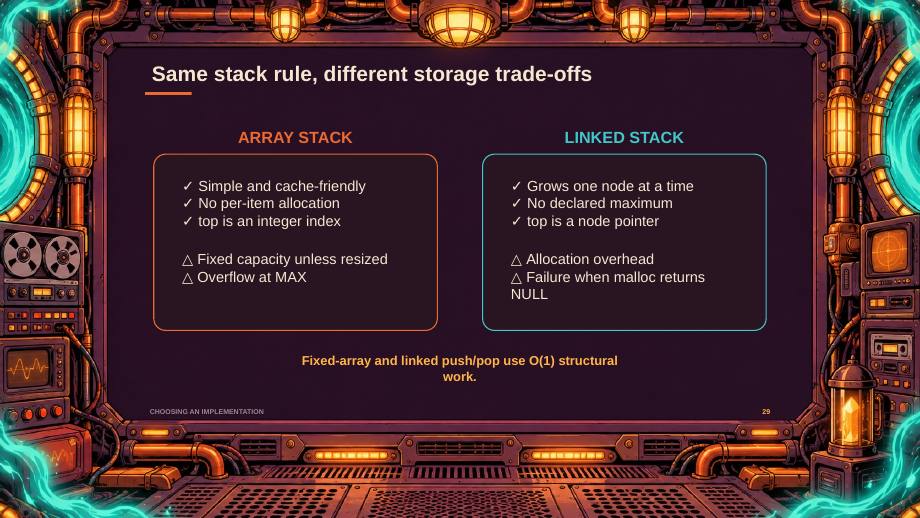 Same stack rule, different storage trade-offs
ARRAY STACK
✓ Simple and cache-friendly
✓ No per-item allocation
✓ top is an integer index
△ Fixed capacity unless resized
△ Overflow at MAX
LINKED STACK
✓ Grows one node at a time
✓ No declared maximum
✓ top is a node pointer
△ Allocation overhead
△ Failure when malloc returns
NULL
Fixed-array and linked push/pop use O(1) structural
work.
CHOOSING AN IMPLEMENTATION
29